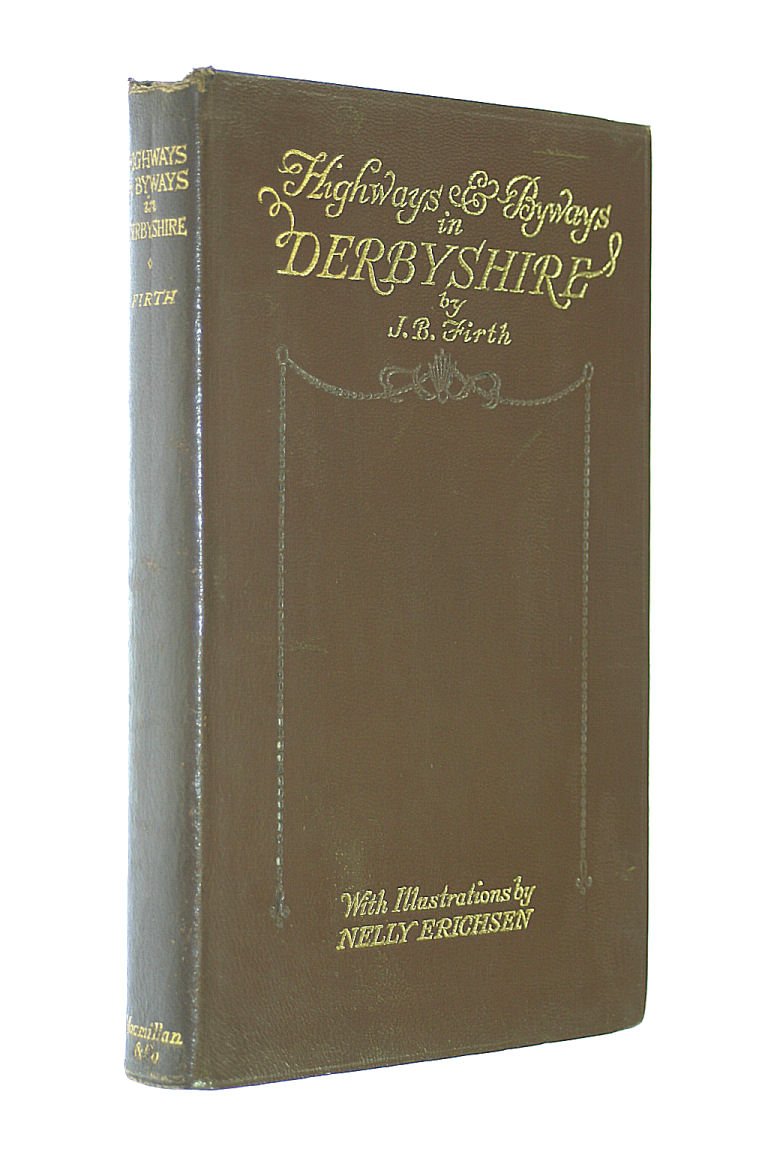 HIGHWAYS
& BYWAYS
in
DERBYSHIRE
FIRTH
Macmillan
& Co
Highways & Byways
in
DERBYSHIRE
by
J. B. Firth
With Illustrations by
NELLY ERICHSEN